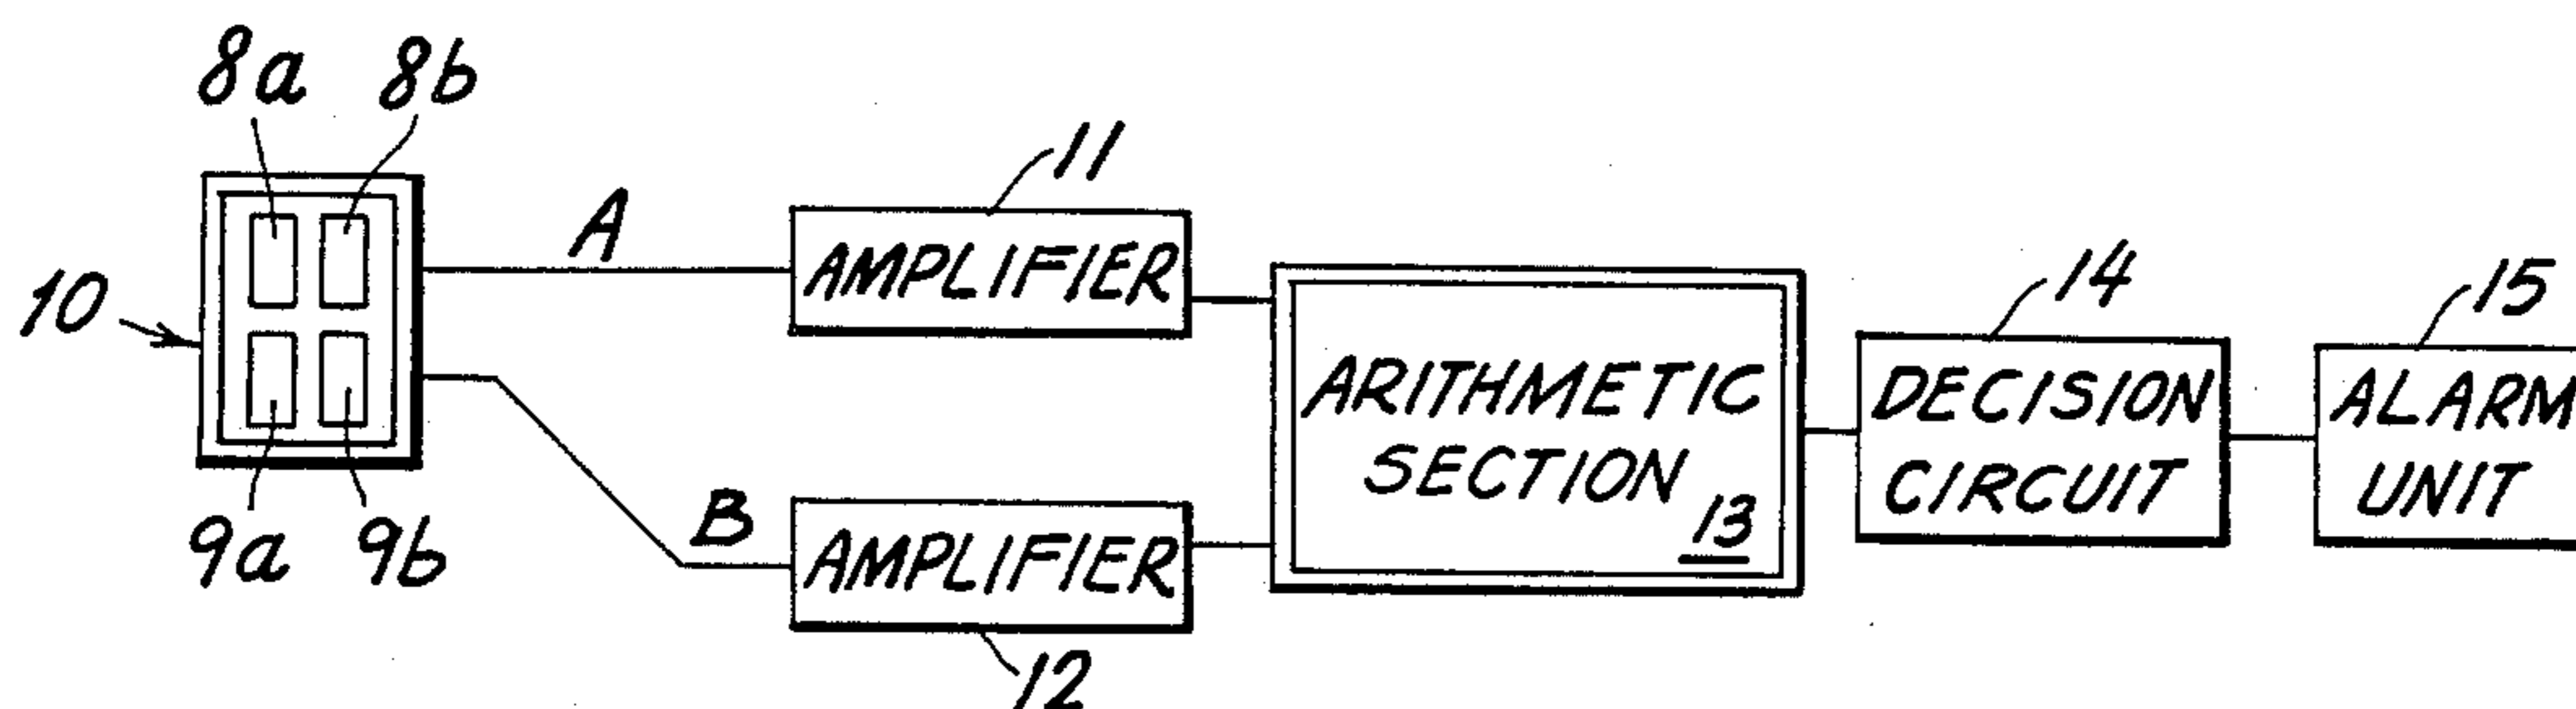 8a 8b
10
9a 9b
A
B
11
AMPLIFIER
AMPLIFIER
12
ARITHMETIC
SECTION
13
14
DECISION
CIRCUIT
15
ALARM
UNIT